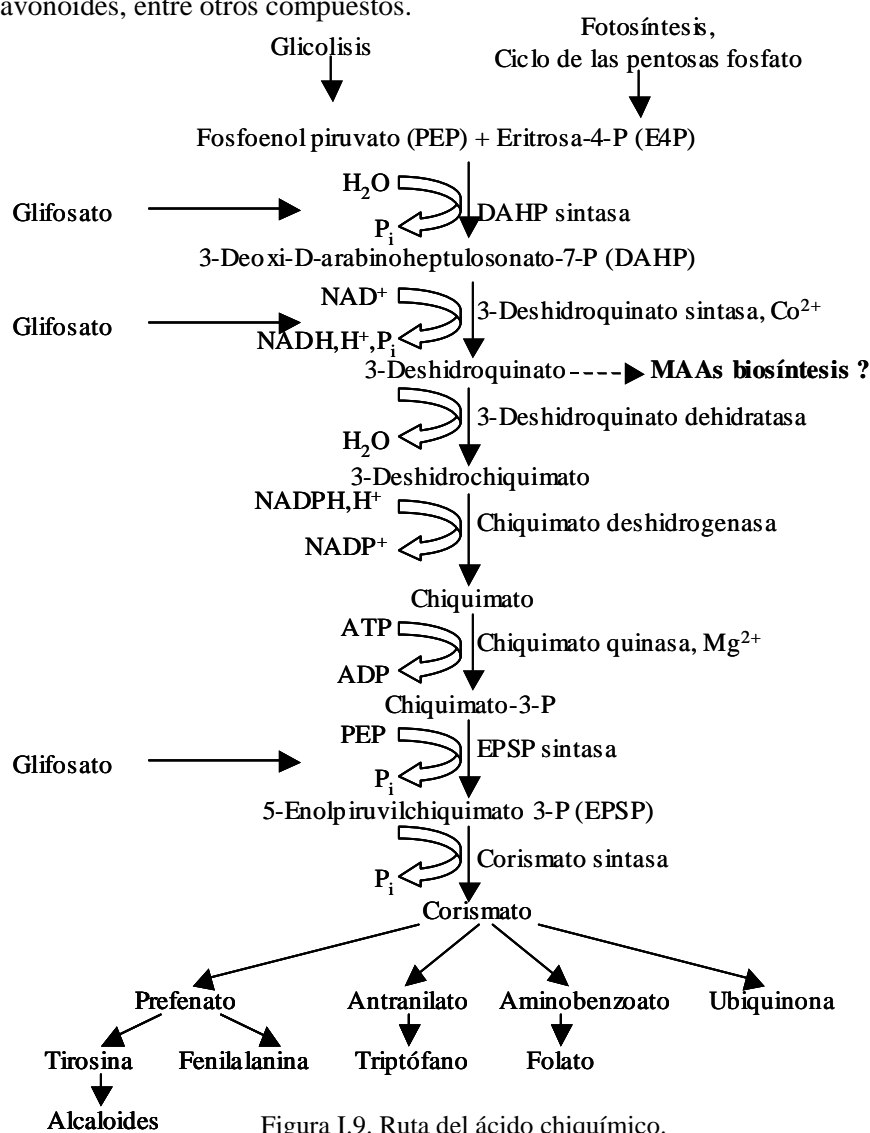 avonoides, entre otros compuestos.
Glicolisis
Fotosíntesis,
Ciclo de las pentosas fosfato
Fosfoenol piruvato (PEP) + Eritrosa-4-P (E4P)
H₂O
Glifosato
DAHP sintasa
Pᵢ
3-Deoxi-D-arabinoheptulosonato-7-P (DAHP)
NAD⁺
3-Deshidroquinato sintasa, Co²⁺
Glifosato
NADH,H⁺,Pᵢ
3-Deshidroquinato
MAAs biosíntesis ?
3-Deshidroquinato dehidratasa
H₂O
3-Deshidrochiquimato
NADPH,H⁺
Chiquimato deshidrogenasa
NADP⁺
Chiquimato
ATP
Chiquimato quinasa, Mg²⁺
ADP
Chiquimato-3-P
PEP
EPSP sintasa
Glifosato
Pᵢ
5-Enolpiruvilchiquimato 3-P (EPSP)
Corismato sintasa
Pᵢ
Corismato
Prefenato Antranilato Aminobenzoato Ubiquinona
Tirosina Fenilalanina Triptófano Folato
Alcaloides
Figura I.9. Ruta del ácido chiquímico.